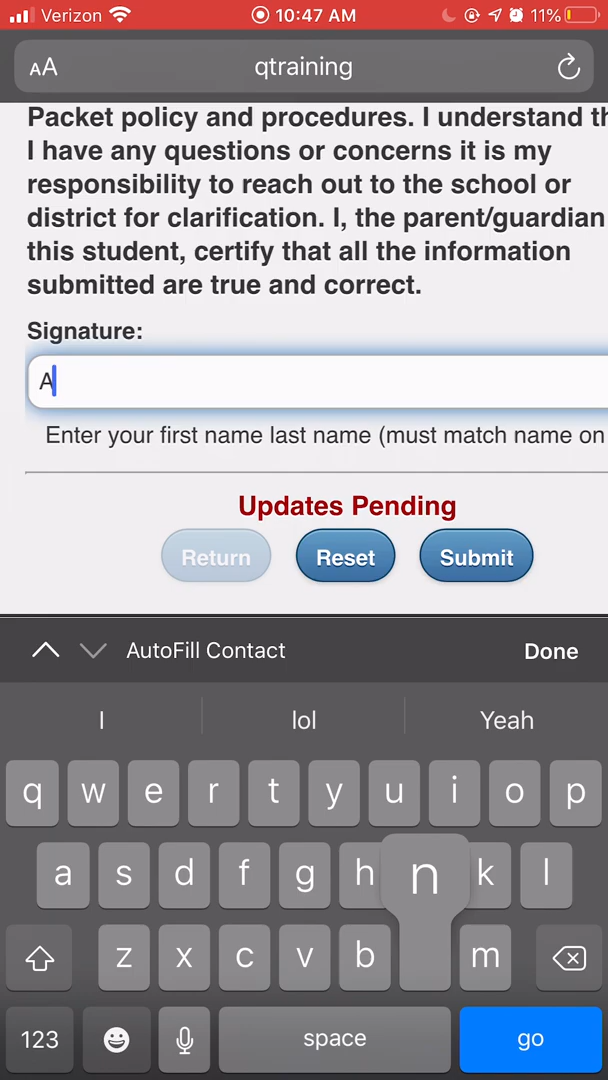 Verizon 10:47 AM 11%
AA qtraining
Packet policy and procedures. I understand th
I have any questions or concerns it is my
responsibility to reach out to the school or
district for clarification. I, the parent/guardian
this student, certify that all the information
submitted are true and correct.
Signature:
A
Enter your first name last name (must match name on
Updates Pending
Return Reset Submit
AutoFill Contact Done
I lol Yeah
q w e r t y u i o p
a s d f g h n k l
z x c v b m
123 space go